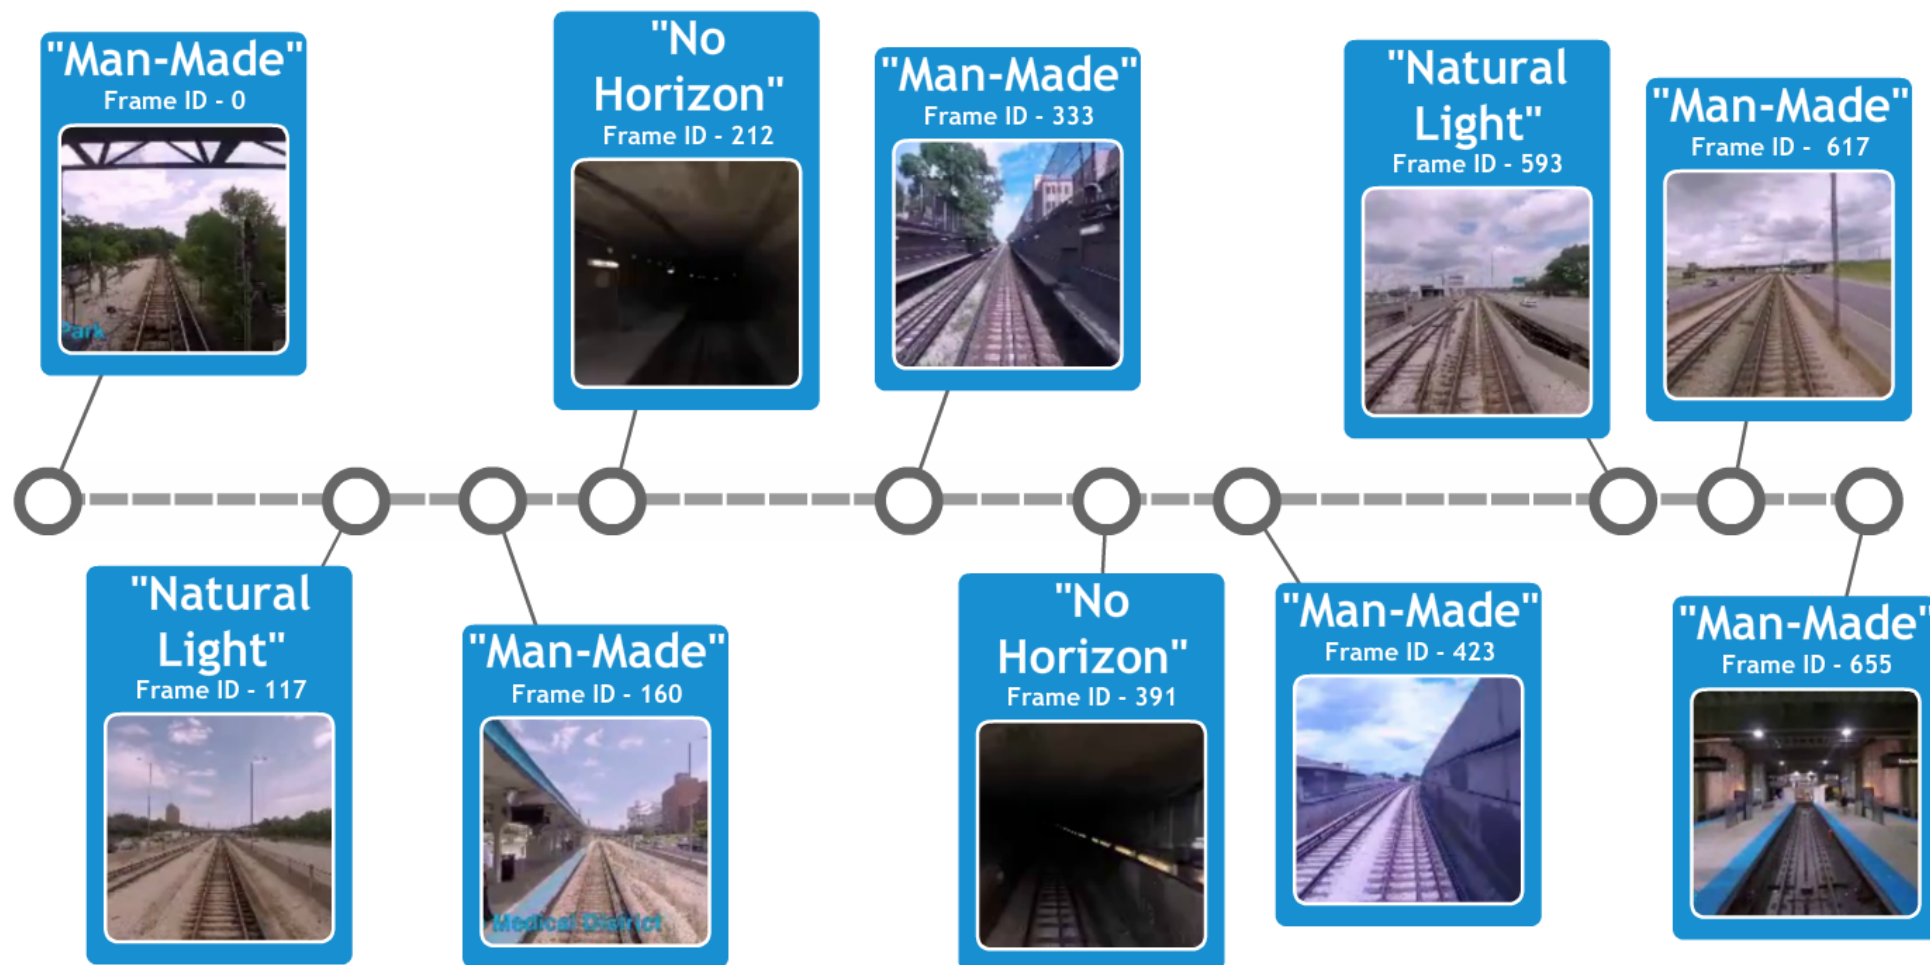 "Man-Made"
Frame ID - 0
Park
"Natural
Light"
Frame ID - 117
"Man-Made"
Frame ID - 160
Medical District
"No
Horizon"
Frame ID - 212
"Man-Made"
Frame ID - 333
"No
Horizon"
Frame ID - 391
"Man-Made"
Frame ID - 423
"Natural
Light"
Frame ID - 593
"Man-Made"
Frame ID - 617
"Man-Made"
Frame ID - 655